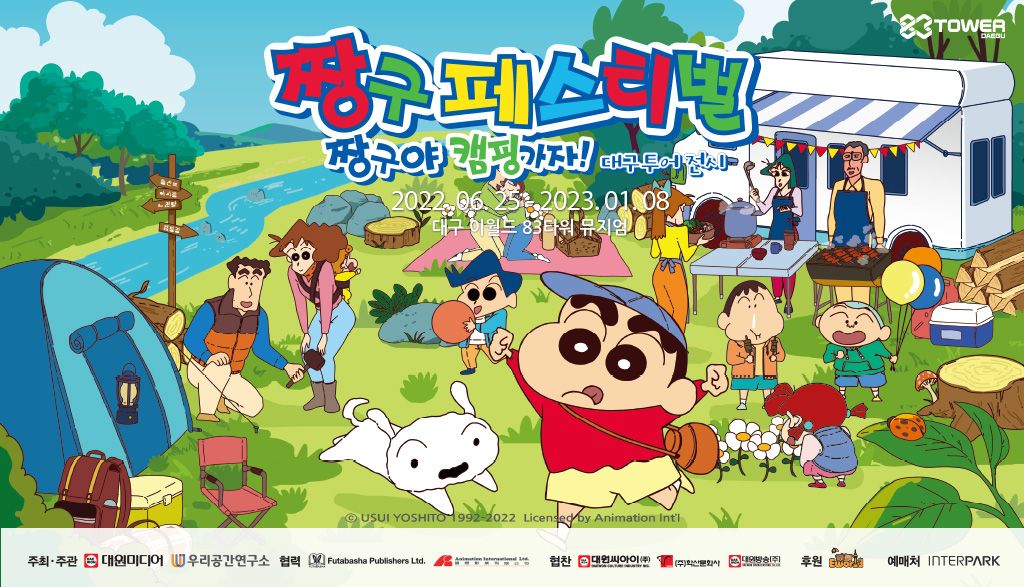 83 TOWER
DAEGU
짱구 페스티벌
짱구야! 캠핑가자! 대구투어 전시
2022. 06. 25 - 2023. 01. 08
대구 이월드 83타워 뮤지엄
© USUI YOSHITO 1992-2022 Licensed by Animation Int'l
주최·주관 대원미디어 우리공간연구소 협력 Futabasha Publishers Ltd. Animation International Ltd. 협찬 대원씨아이(주) (주)학산문화사 대원방송(주) 후원 예매처 INTERPARK
DAEWON CULTURE INDUSTRY INC.